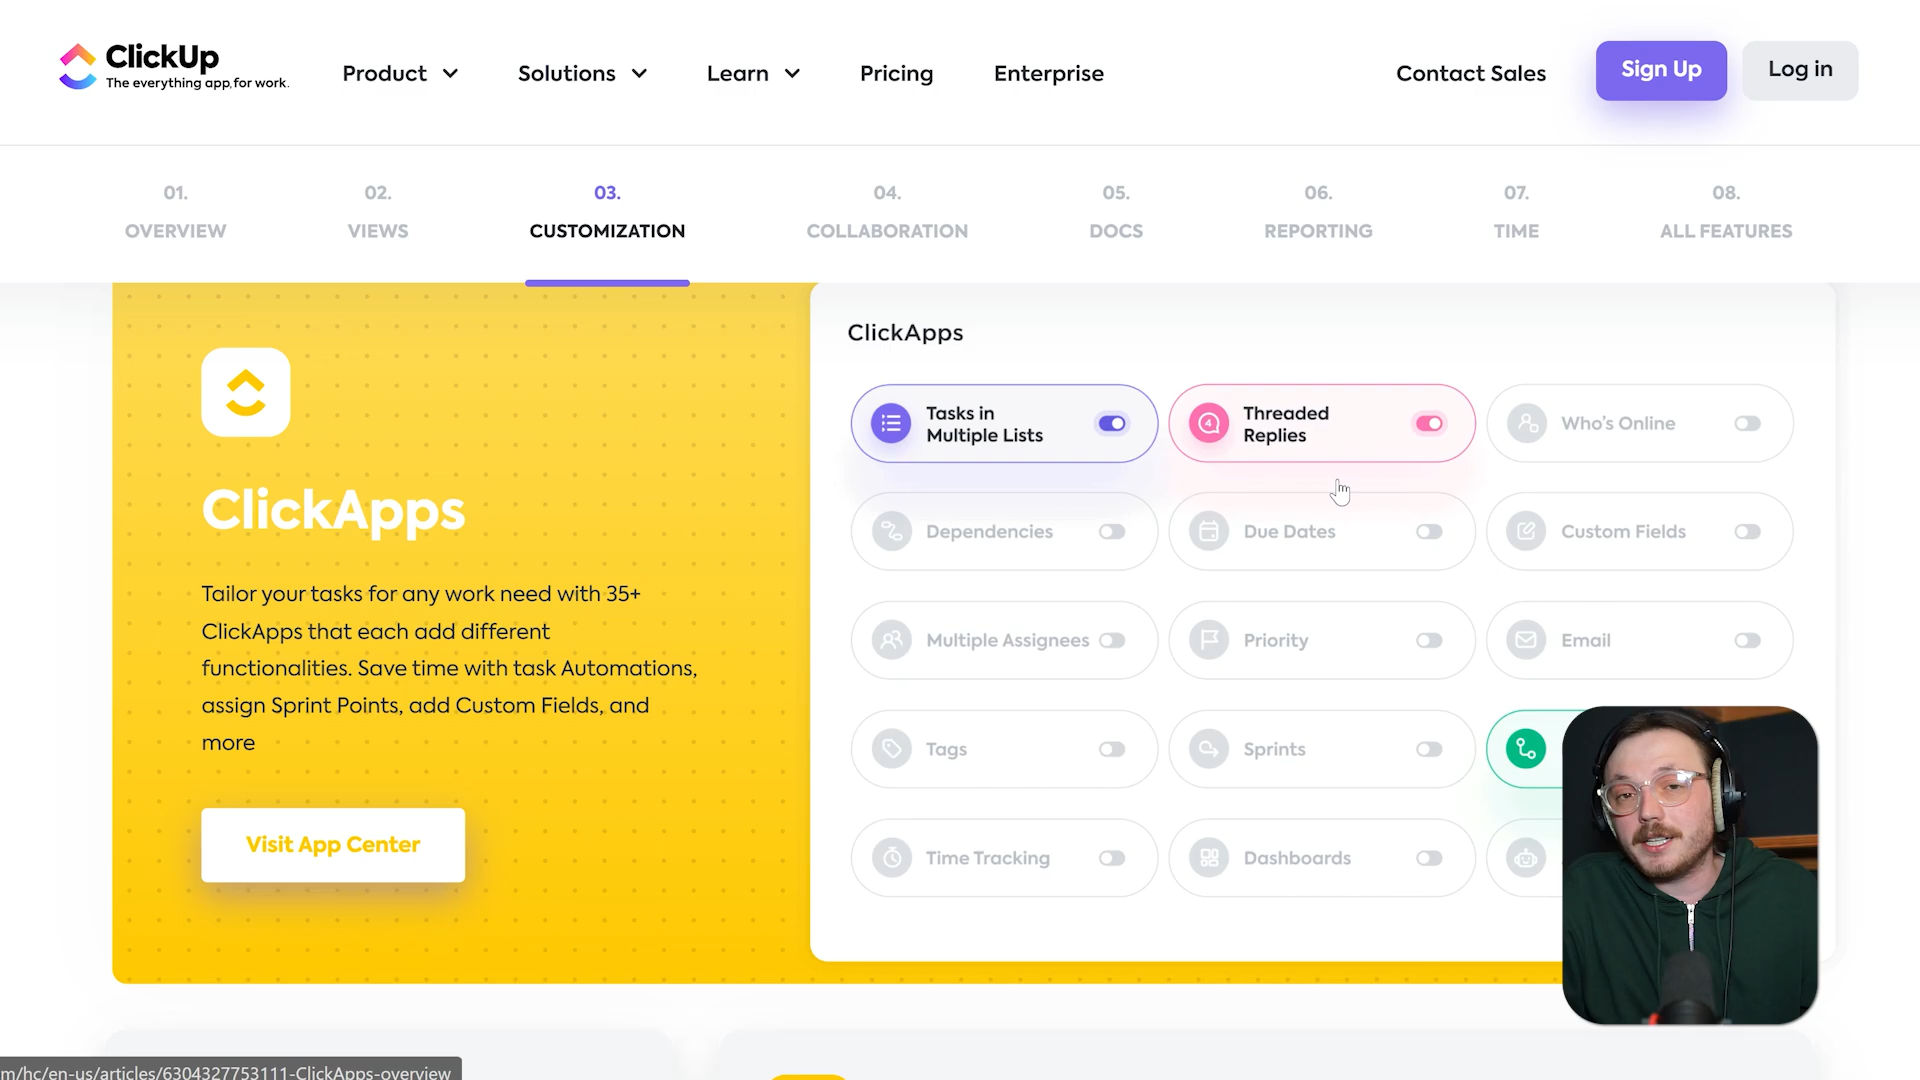 ClickUp
The everything app, for work.
Product
Solutions
Learn
Pricing
Enterprise
Contact Sales
Sign Up
Log in
01.
OVERVIEW
02.
VIEWS
03.
CUSTOMIZATION
04.
COLLABORATION
05.
DOCS
06.
REPORTING
07.
TIME
08.
ALL FEATURES
ClickApps
Tailor your tasks for any work need with 35+
ClickApps that each add different
functionalities. Save time with task Automations,
assign Sprint Points, add Custom Fields, and
more
Visit App Center
ClickApps
Tasks in
Multiple Lists
4
Threaded
Replies
Who's Online
Dependencies
Due Dates
Custom Fields
Multiple Assignees
Priority
Email
Tags
Sprints
Time Tracking
Dashboards
m/hc/en-us/articles/6304327753111-ClickApps-overview